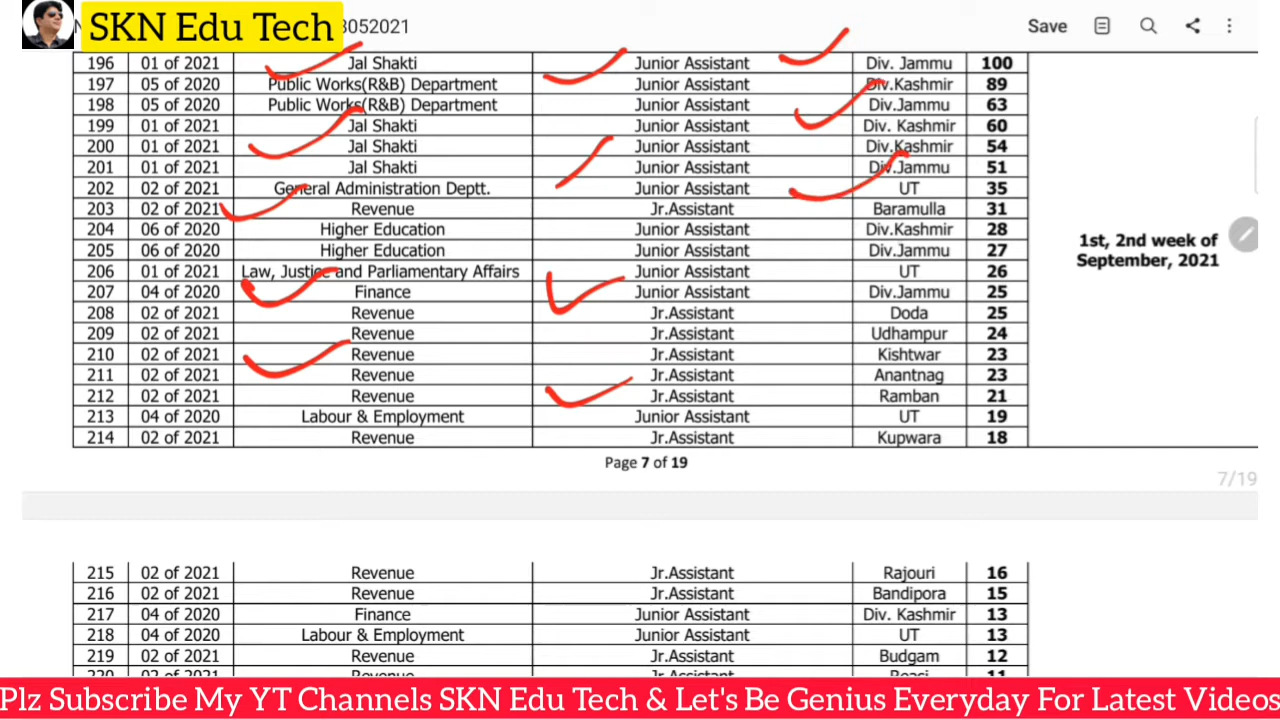 SKN Edu Tech
3052021
Save
196 01 of 2021 Jal Shakti Junior Assistant Div. Jammu 100
197 05 of 2020 Public Works(R&B) Department Junior Assistant Div.Kashmir 89
198 05 of 2020 Public Works(R&B) Department Junior Assistant Div.Jammu 63
199 01 of 2021 Jal Shakti Junior Assistant Div. Kashmir 60
200 01 of 2021 Jal Shakti Junior Assistant Div.Kashmir 54
201 01 of 2021 Jal Shakti Junior Assistant Div.Jammu 51
202 02 of 2021 General Administration Deptt. Junior Assistant UT 35
203 02 of 2021 Revenue Jr.Assistant Baramulla 31
204 06 of 2020 Higher Education Junior Assistant Div.Kashmir 28
205 06 of 2020 Higher Education Junior Assistant Div.Jammu 27
206 01 of 2021 Law, Justice and Parliamentary Affairs Junior Assistant UT 26
207 04 of 2020 Finance Junior Assistant Div.Jammu 25
208 02 of 2021 Revenue Jr.Assistant Doda 25
209 02 of 2021 Revenue Jr.Assistant Udhampur 24
210 02 of 2021 Revenue Jr.Assistant Kishtwar 23
211 02 of 2021 Revenue Jr.Assistant Anantnag 23
212 02 of 2021 Revenue Jr.Assistant Ramban 21
213 04 of 2020 Labour & Employment Junior Assistant UT 19
214 02 of 2021 Revenue Jr.Assistant Kupwara 18
1st, 2nd week of
September, 2021
Page 7 of 19
7/19
215 02 of 2021 Revenue Jr.Assistant Rajouri 16
216 02 of 2021 Revenue Jr.Assistant Bandipora 15
217 04 of 2020 Finance Junior Assistant Div. Kashmir 13
218 04 of 2020 Labour & Employment Junior Assistant UT 13
219 02 of 2021 Revenue Jr.Assistant Budgam 12
Plz Subscribe My YT Channels SKN Edu Tech & Let's Be Genius Everyday For Latest Videos